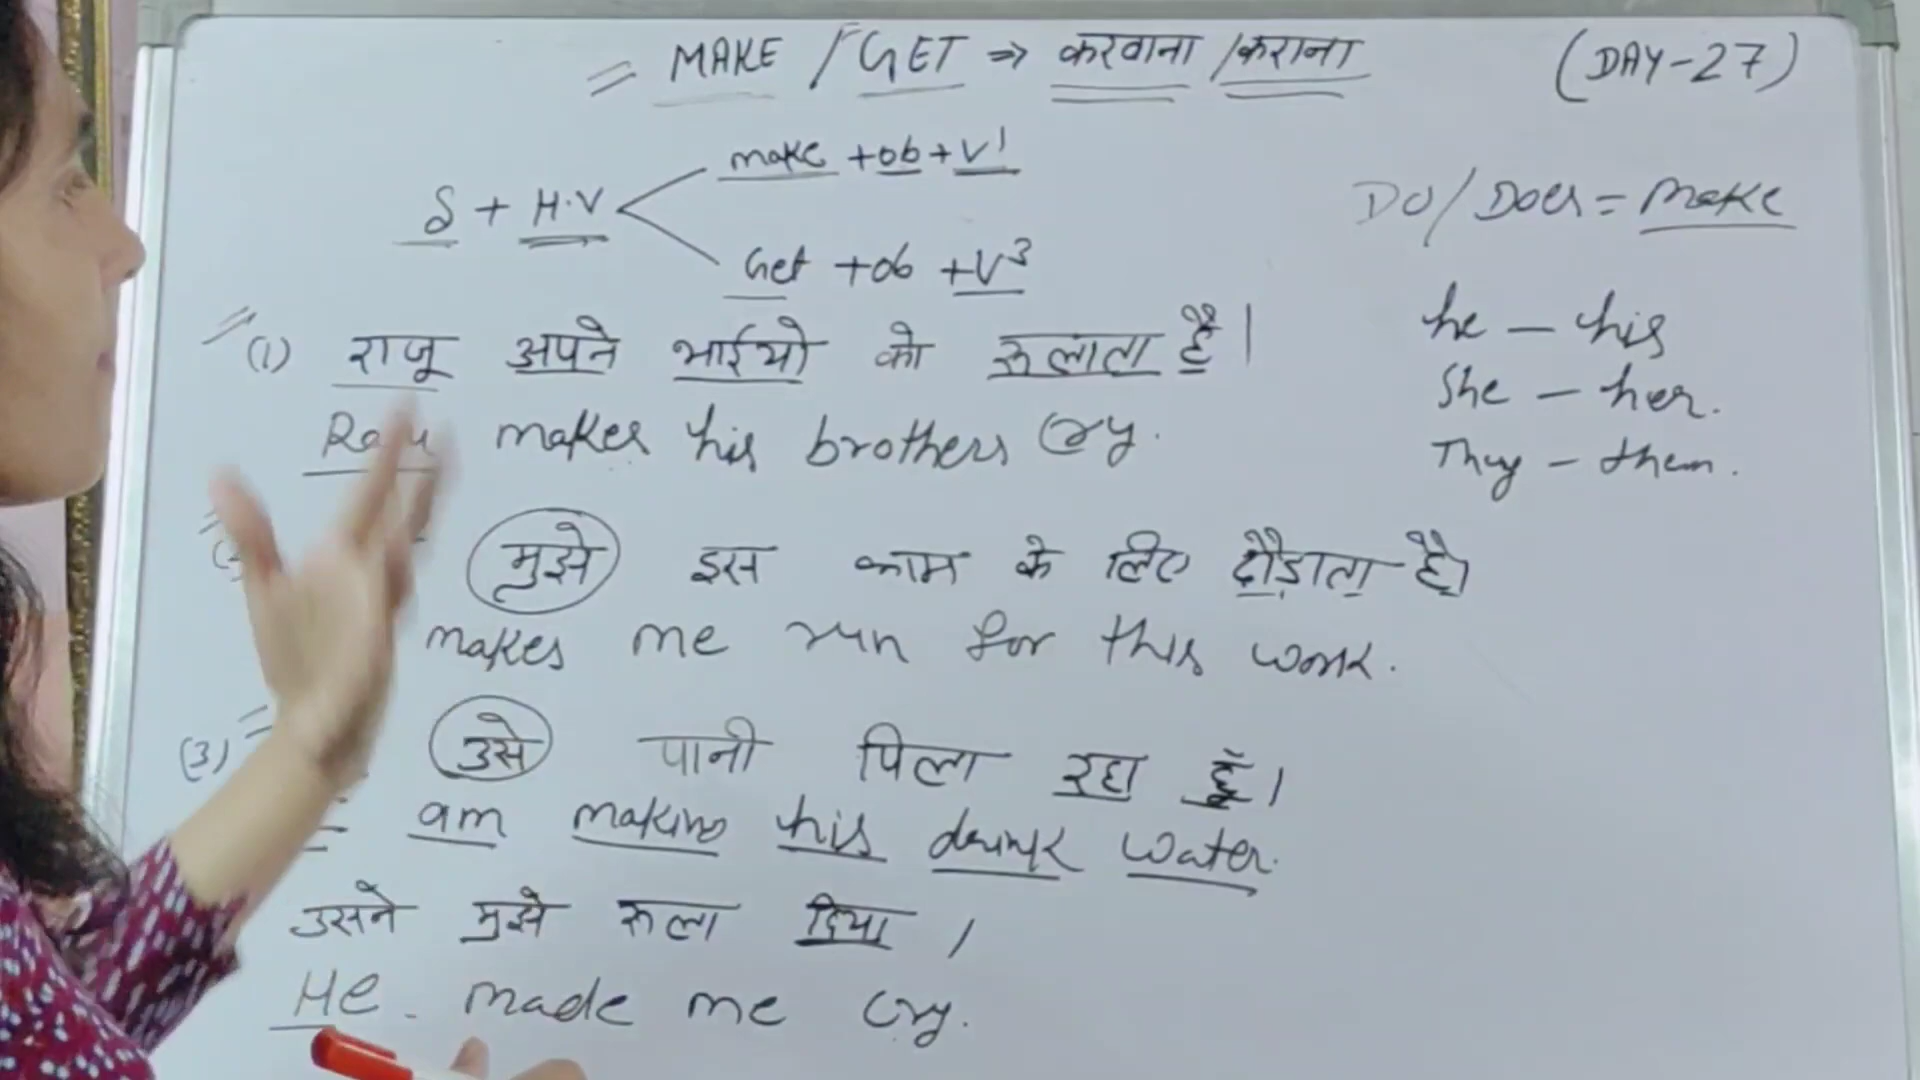 MAKE / GET ⇒ करवाना / कराना
(DAY-27)
make + ob + V1
S + H.V
Get + ob + V3
Do / Does = Make
he – his
She – her.
They – them.
(1) राजू अपने भाईयो को रूलाता है।
Raju makes his brothers cry.
मुझे इस काम के लिए दौड़ाता है।
makes me run for this work.
(3) उसे पानी पिला रहा हूँ।
am making his drink water.
उसने मुझे रूला दिया।
He made me cry.